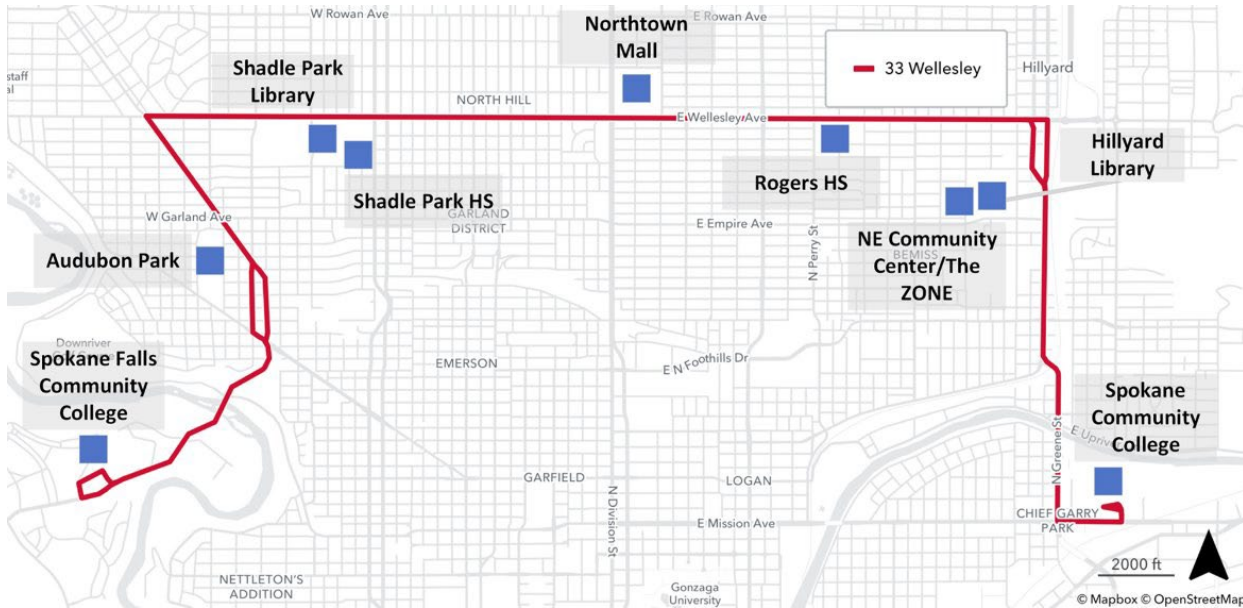 W Rowan Ave
E Rowan Ave
Northtown
Mall
33 Wellesley
Hillyard
Shadle Park
Library
NORTH HILL
E Wellesley Ave
Hillyard
Library
Shadle Park HS
Rogers HS
W Garland Ave
GARLAND
DISTRICT
E Empire Ave
N Perry St
NE Community
Center/The
ZONE
BEMISS
Audubon Park
Downriver
Spokane Falls
Community
College
EMERSON
E N Foothills Dr
Spokane
Community
College
N Greene St
E Upriv
GARFIELD
LOGAN
N Division St
E Mission Ave
CHIEF GARRY
PARK
2000 ft
NETTLETON'S
ADDITION
Gonzaga
University
© Mapbox © OpenStreetMap